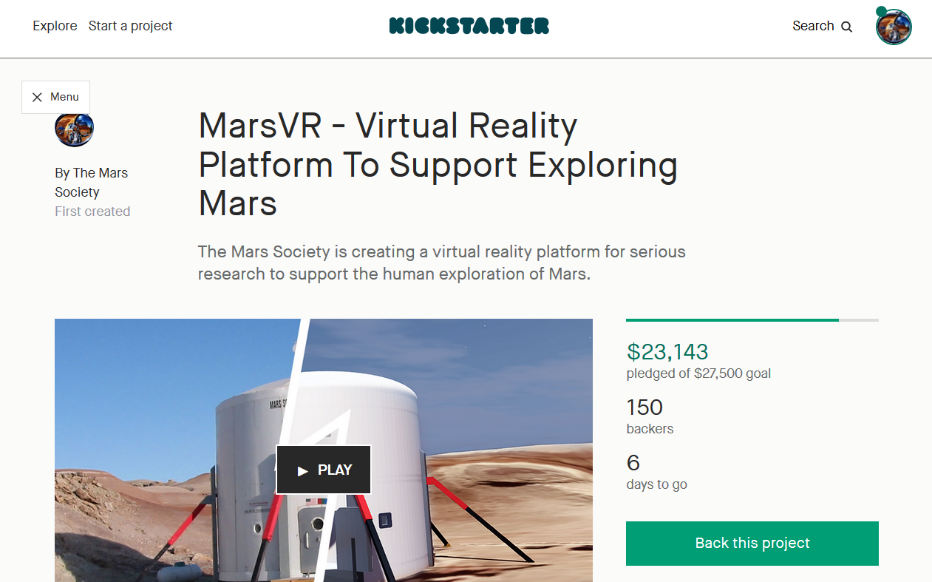 Explore Start a project KICKSTARTER Search
Menu
By The Mars
Society
First created
MarsVR - Virtual Reality
Platform To Support Exploring
Mars
The Mars Society is creating a virtual reality platform for serious
research to support the human exploration of Mars.
$23,143
pledged of $27,500 goal
150
backers
6
days to go
Back this project
MARS
PLAY